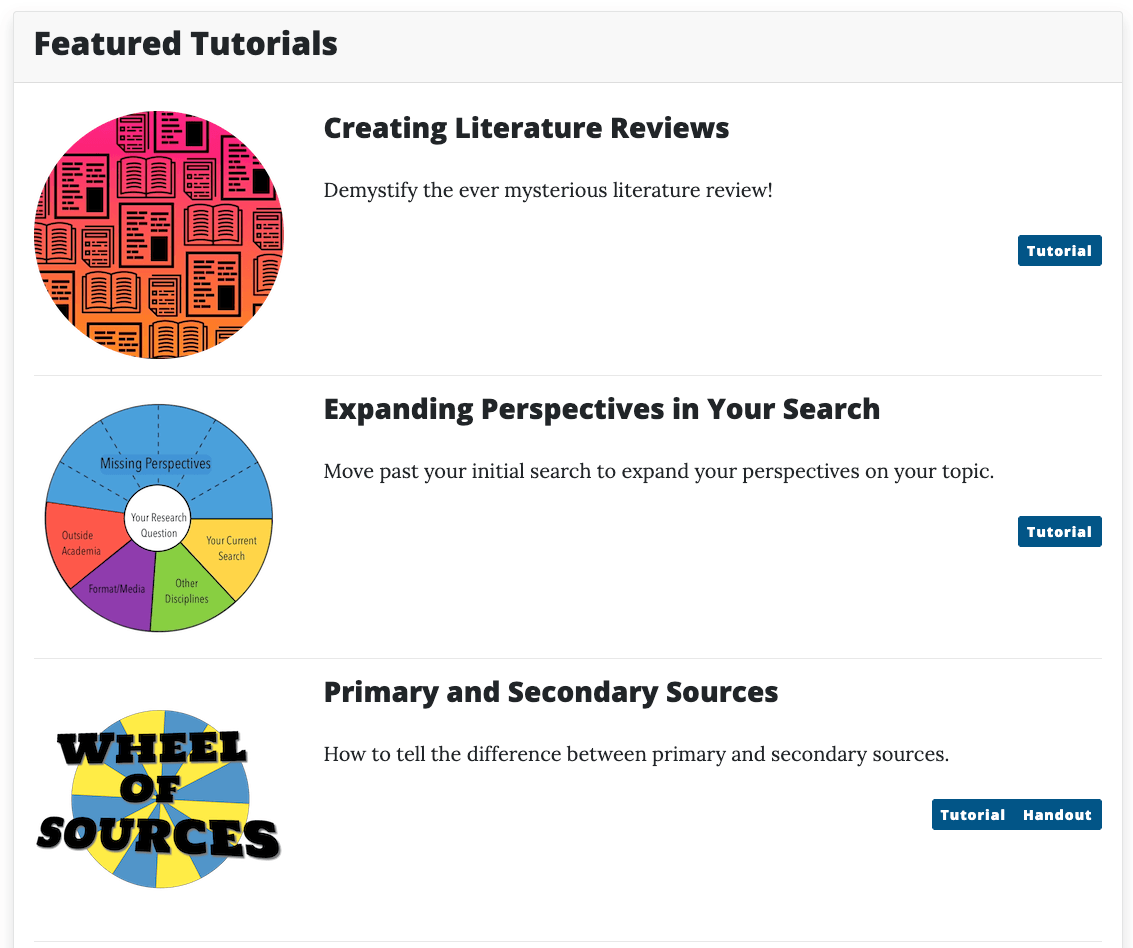 Featured Tutorials
Creating Literature Reviews
Demystify the ever mysterious literature review!
Tutorial
Expanding Perspectives in Your Search
Move past your initial search to expand your perspectives on your topic.
Tutorial
Missing Perspectives
Your Research
Question
Outside
Academia
Your Current
Search
Format/Media
Other
Disciplines
Primary and Secondary Sources
How to tell the difference between primary and secondary sources.
Tutorial Handout
WHEEL
OF
SOURCES